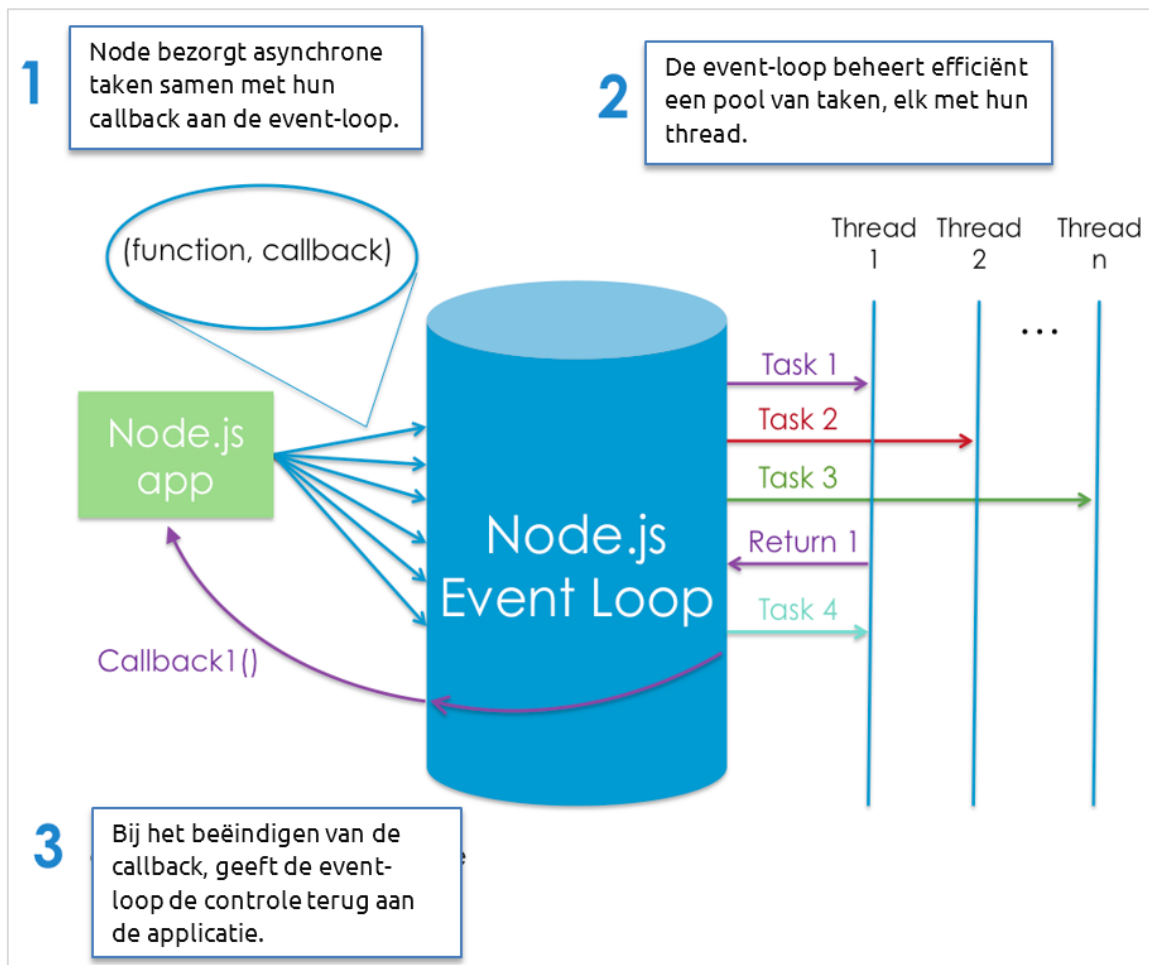 1
Node bezorgt asynchrone
taken samen met hun
callback aan de event-loop.
2
De event-loop beheert efficiënt
een pool van taken, elk met hun
thread.
(function, callback)
Thread
1
Thread
2
...
Thread
n
Node.js
app
Node.js
Event Loop
Task 1
Task 2
Task 3
Return 1
Task 4
Callback1()
3
Bij het beëindigen van de
callback, geeft de event-
loop de controle terug aan
de applicatie.